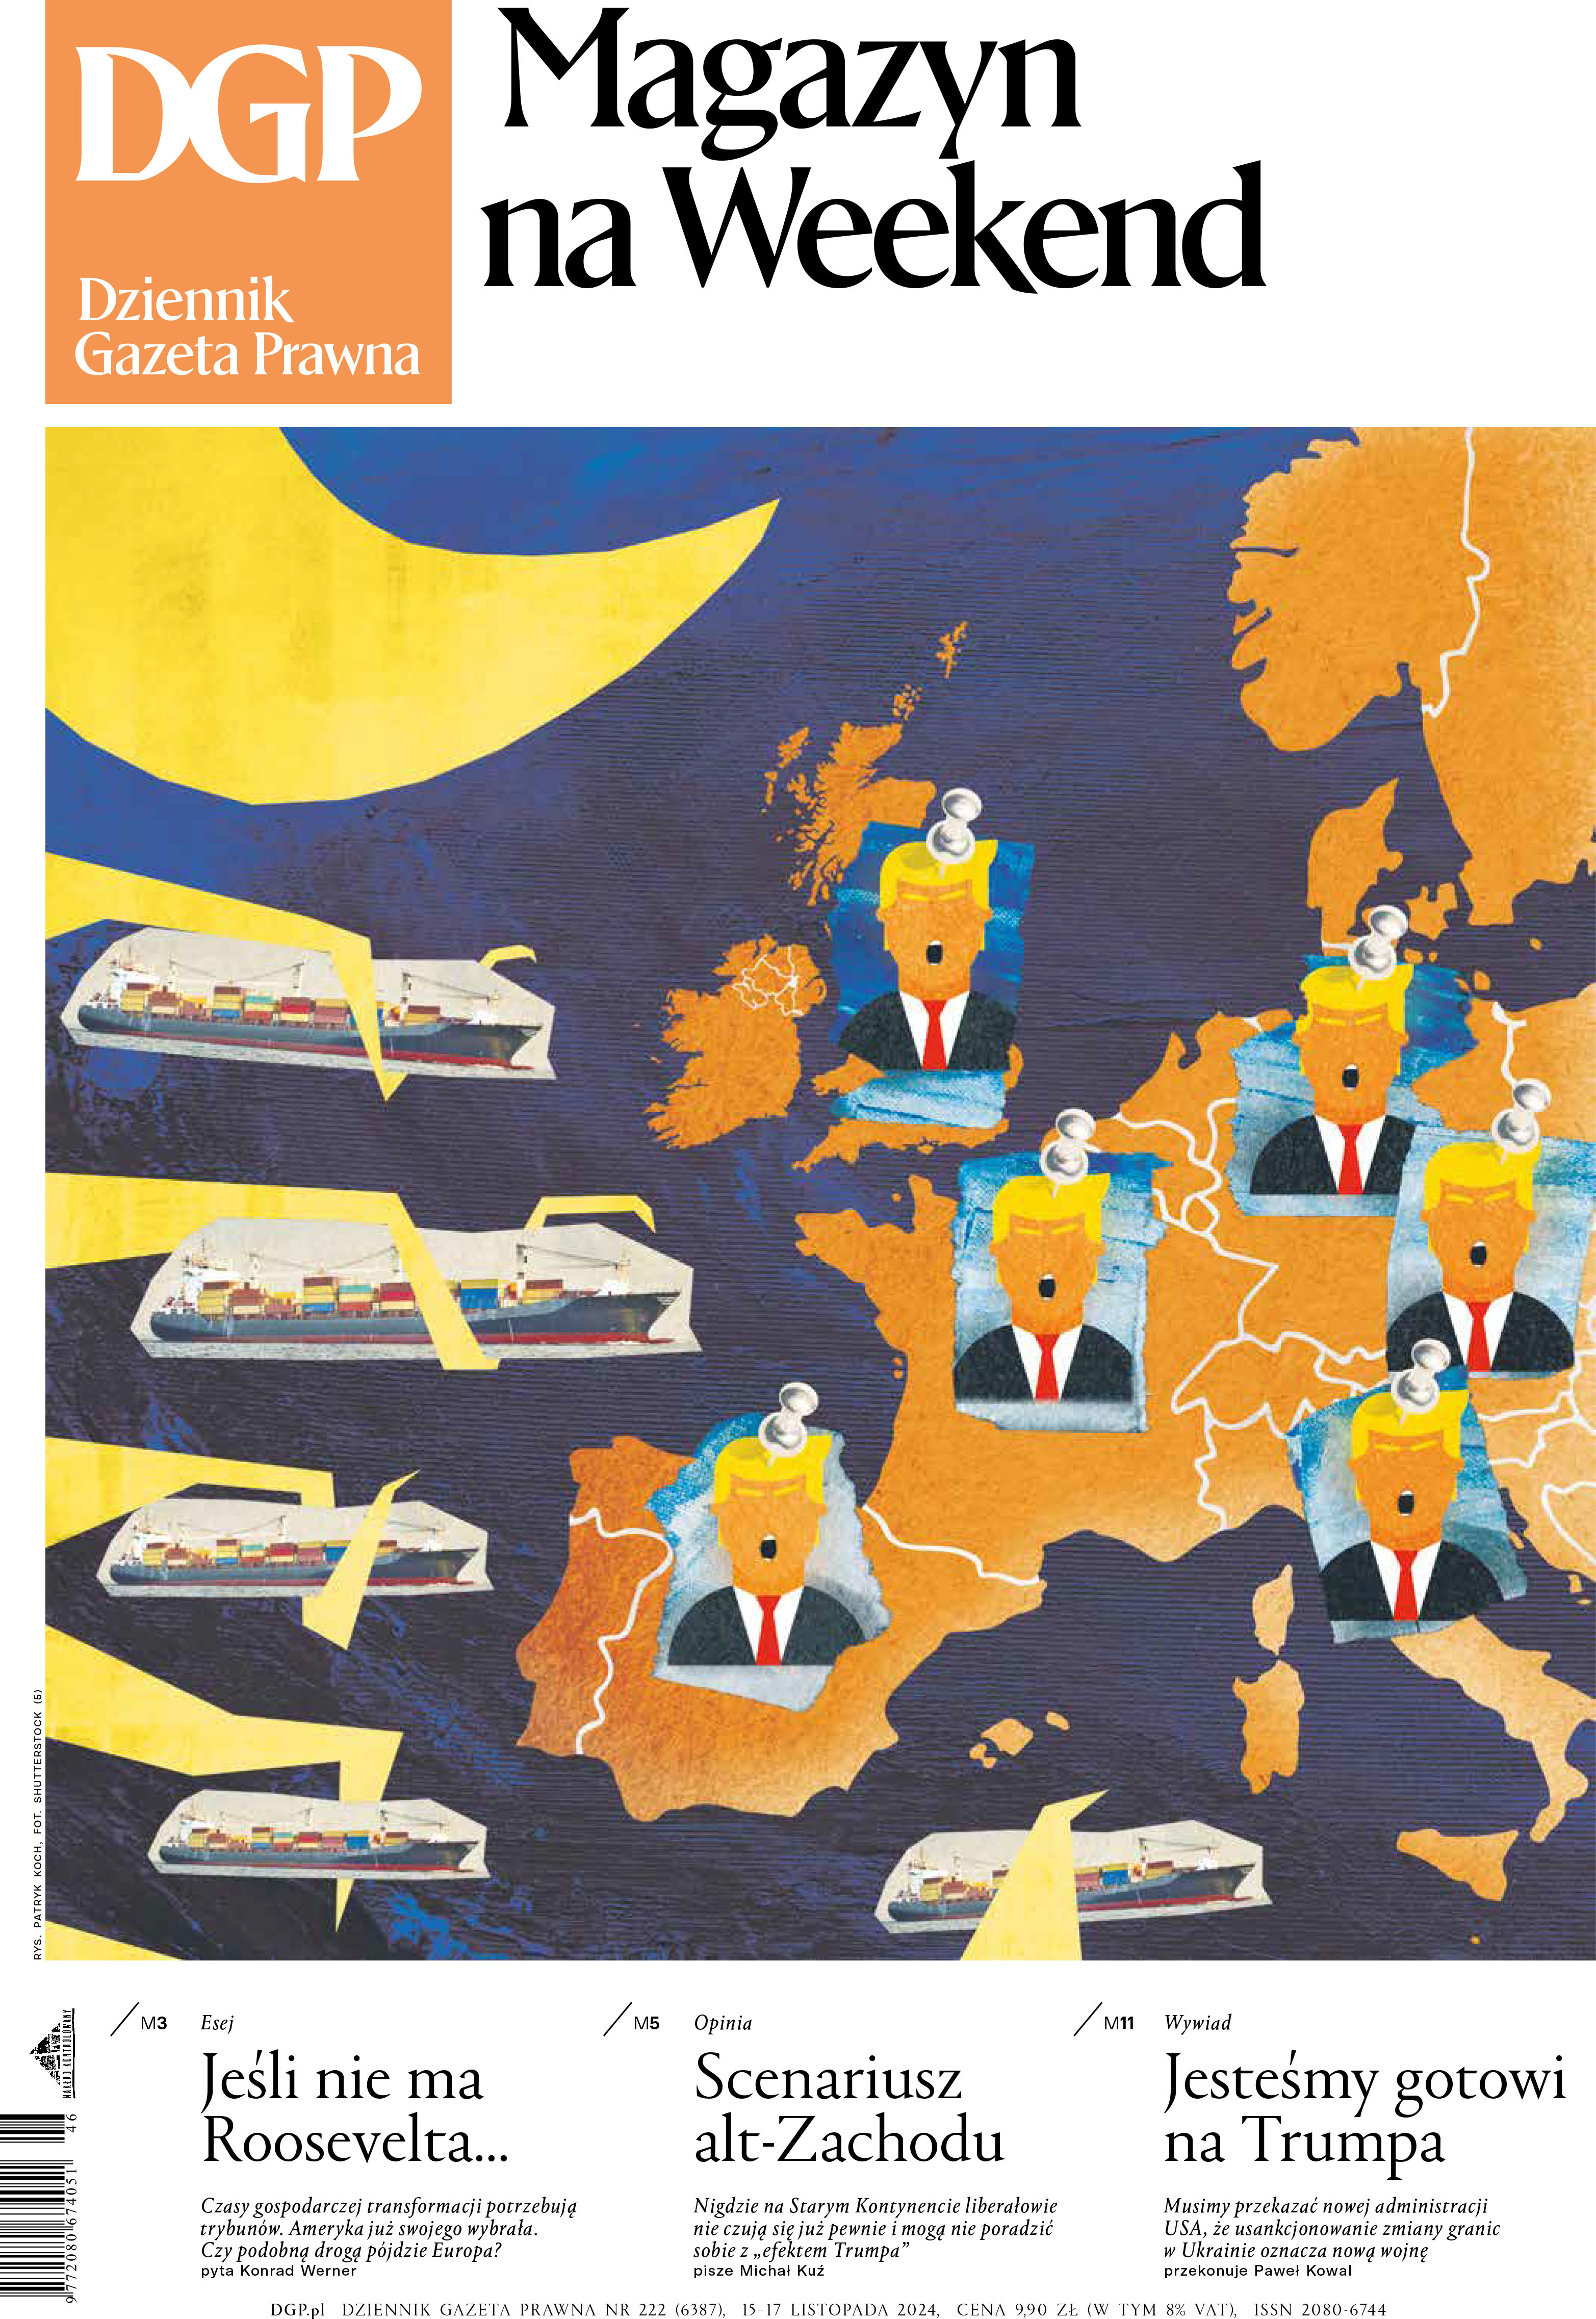 DGP
Dziennik
Gazeta Prawna
Magazyn
na Weekend
RYS. PATRYK KOCH, FOT. SHUTTERSTOCK (5)
NAKŁAD KONTROLOWANY
46
9 772080 674051
M3 Esej
Jeśli nie ma
Roosevelta...
Czasy gospodarczej transformacji potrzebują
trybunów. Ameryka już swojego wybrała.
Czy podobną drogą pójdzie Europa?
pyta Konrad Werner
M5 Opinia
Scenariusz
alt-Zachodu
Nigdzie na Starym Kontynencie liberałowie
nie czują się już pewnie i mogą nie poradzić
sobie z „efektem Trumpa”
pisze Michał Kuź
M11 Wywiad
Jesteśmy gotowi
na Trumpa
Musimy przekazać nowej administracji
USA, że usankcjonowanie zmiany granic
w Ukrainie oznacza nową wojnę
przekonuje Paweł Kowal
DGP.pl DZIENNIK GAZETA PRAWNA NR 222 (6387), 15–17 LISTOPADA 2024, CENA 9,90 ZŁ (W TYM 8% VAT), ISSN 2080-6744